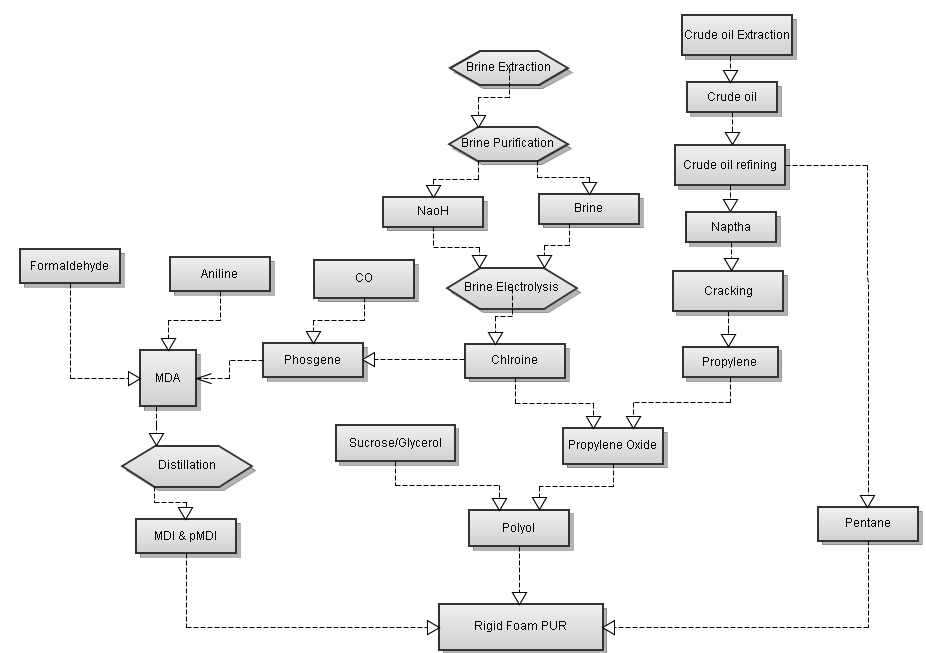 Crude oil Extraction
Brine Extraction
Crude oil
Brine Purification
Crude oil refining
NaoH
Brine
Naptha
Formaldehyde
Aniline
CO
Brine Electrolysis
Cracking
Phosgene
Chlroine
Propylene
MDA
Sucrose/Glycerol
Propylene Oxide
Distillation
MDI & pMDI
Polyol
Pentane
Rigid Foam PUR